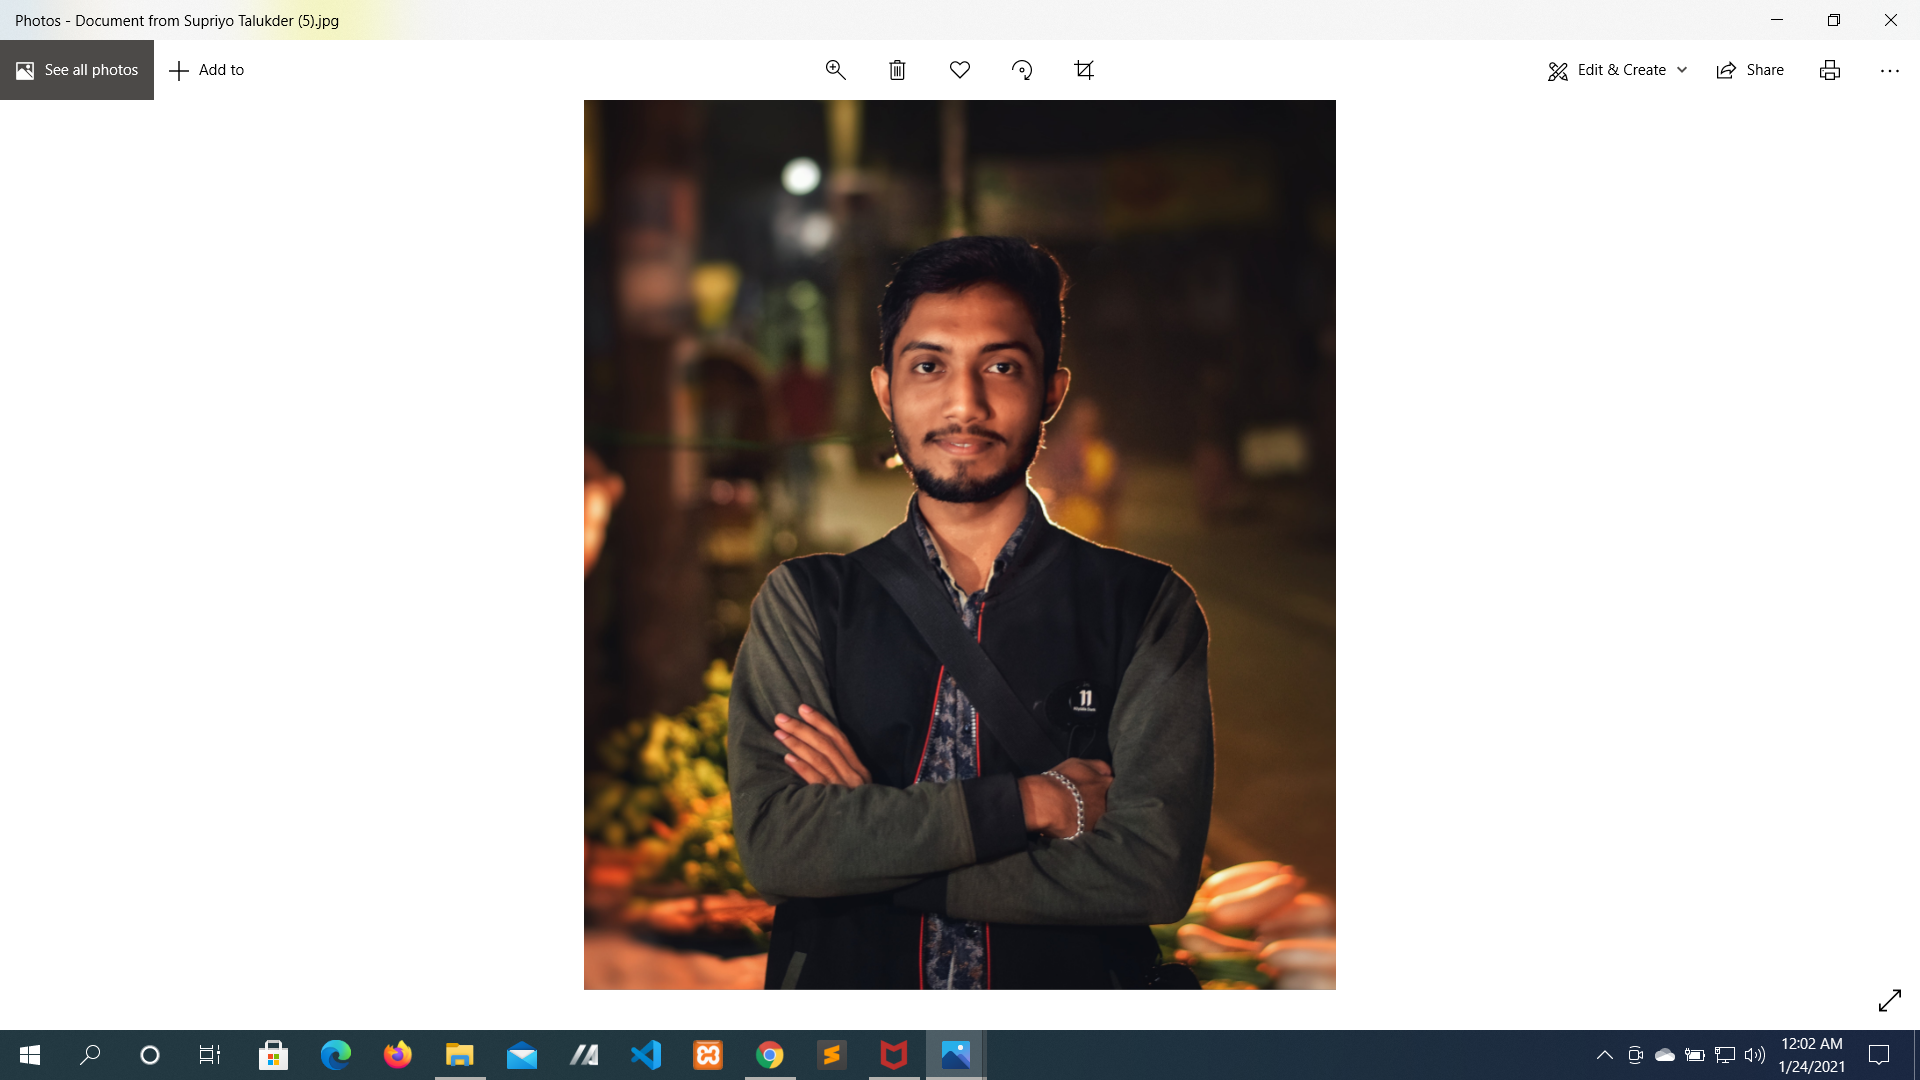 Photos - Document from Supriyo Talukder (5).jpg
See all photos
Add to
Edit & Create
Share
11
12:02 AM
1/24/2021